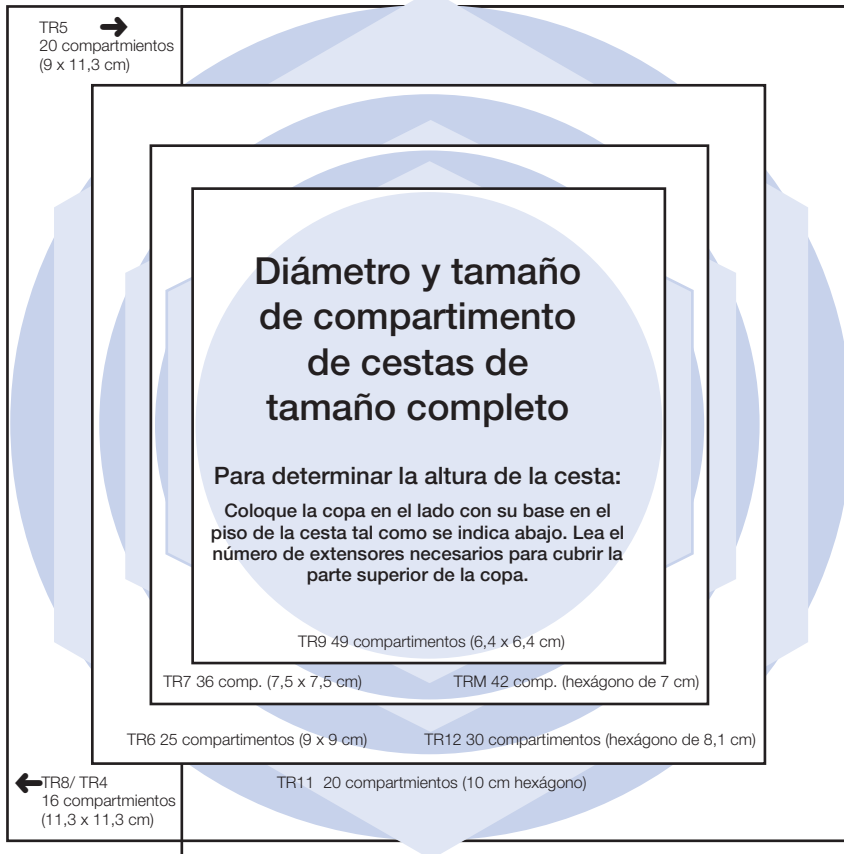 TR5
20 compartmientos
(9 x 11,3 cm)
Diámetro y tamaño
de compartimento
de cestas de
tamaño completo
Para determinar la altura de la cesta:
Coloque la copa en el lado con su base en el
piso de la cesta tal como se indica abajo. Lea el
número de extensores necesarios para cubrir la
parte superior de la copa.
TR9 49 compartimentos (6,4 x 6,4 cm)
TR7 36 comp. (7,5 x 7,5 cm)
TRM 42 comp. (hexágono de 7 cm)
TR6 25 compartimentos (9 x 9 cm)
TR12 30 compartimentos (hexágono de 8,1 cm)
TR8/ TR4
16 compartmientos
(11,3 x 11,3 cm)
TR11 20 compartmientos (10 cm hexágono)